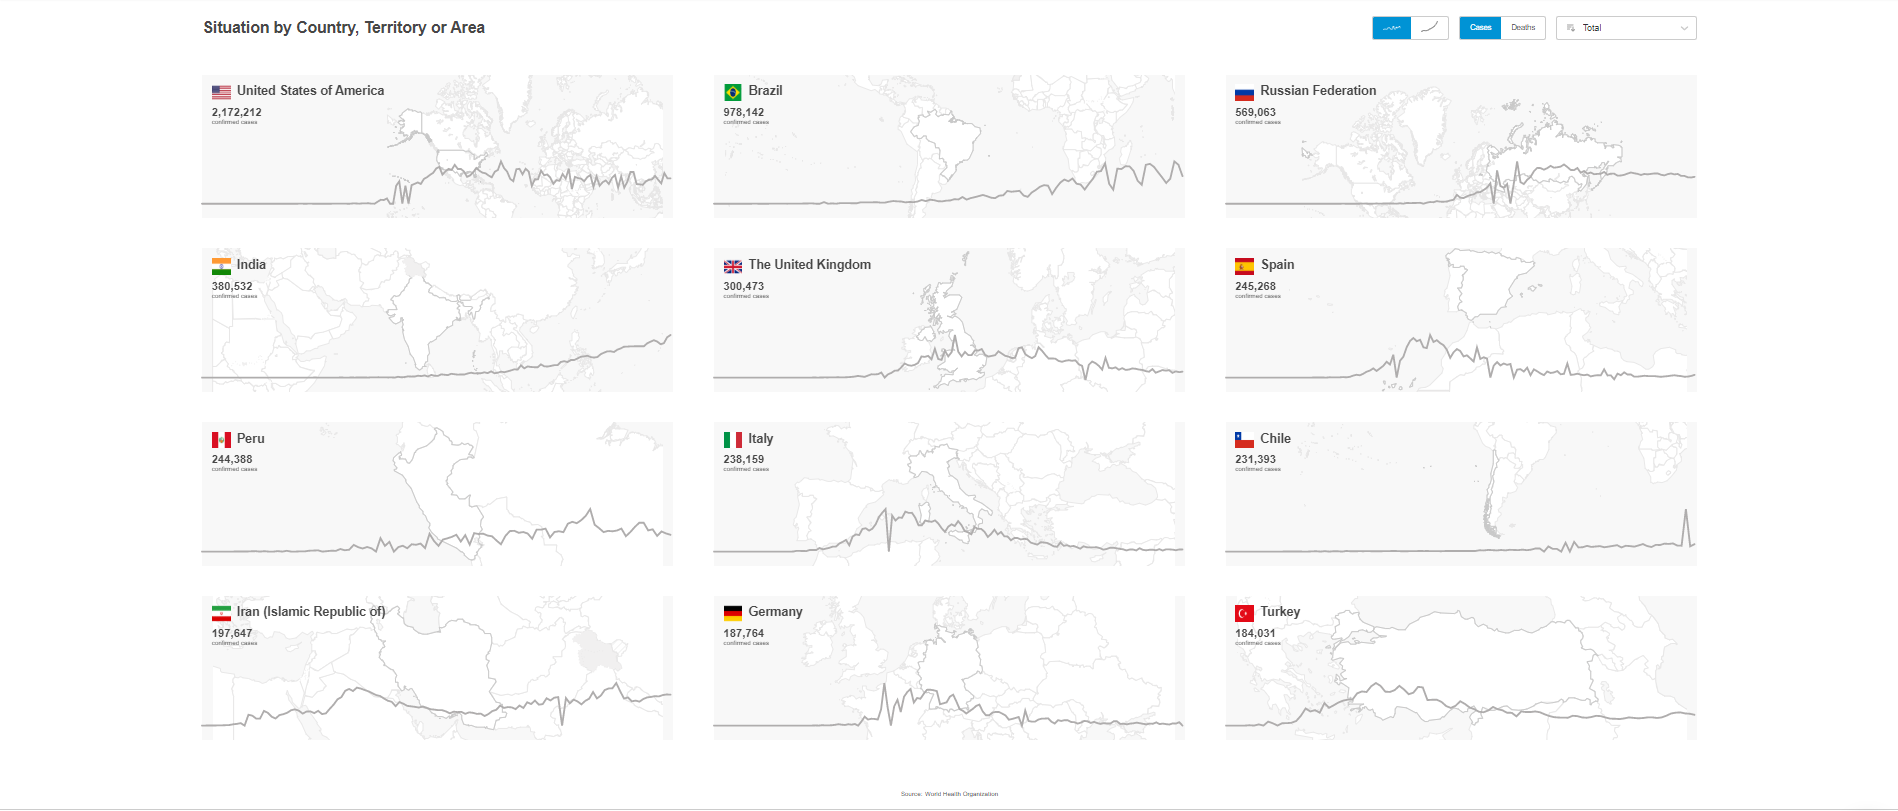 Situation by Country, Territory or Area
Cases
Deaths
Total
United States of America
2,172,212
confirmed cases
Brazil
978,142
confirmed cases
Russian Federation
569,063
confirmed cases
India
380,532
confirmed cases
The United Kingdom
300,473
confirmed cases
Spain
245,268
confirmed cases
Peru
244,388
confirmed cases
Italy
238,159
confirmed cases
Chile
231,393
confirmed cases
Iran (Islamic Republic of)
197,647
confirmed cases
Germany
187,764
confirmed cases
Turkey
184,031
confirmed cases
Source: World Health Organization